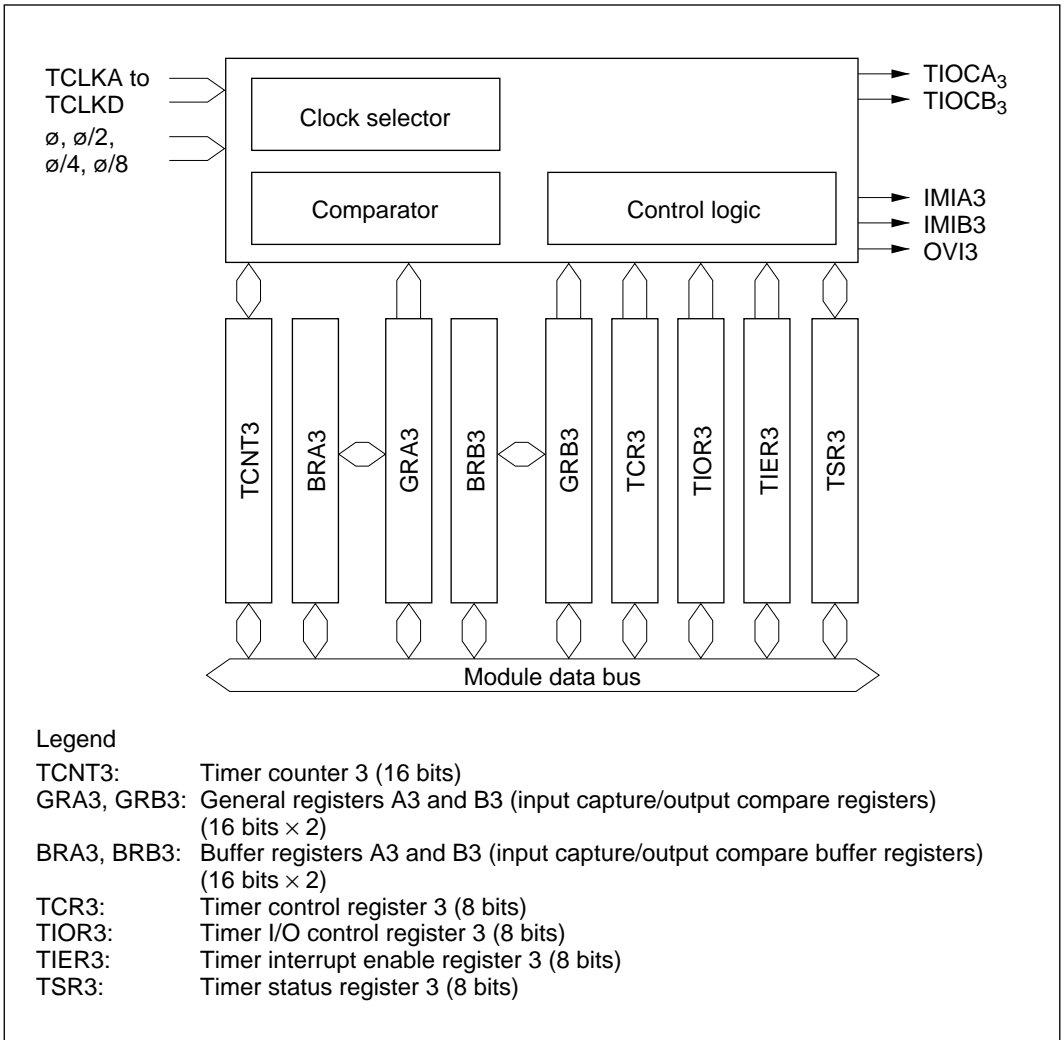 TCLKA to
TCLKD
ø, ø/2,
ø/4, ø/8
Clock selector
Comparator
Control logic
TIOCA₃
TIOCB₃
IMIA3
IMIB3
OVI3
TCNT3
BRA3
GRA3
BRB3
GRB3
TCR3
TIOR3
TIER3
TSR3
Module data bus
Legend
TCNT3: Timer counter 3 (16 bits)
GRA3, GRB3: General registers A3 and B3 (input capture/output compare registers)
(16 bits × 2)
BRA3, BRB3: Buffer registers A3 and B3 (input capture/output compare buffer registers)
(16 bits × 2)
TCR3: Timer control register 3 (8 bits)
TIOR3: Timer I/O control register 3 (8 bits)
TIER3: Timer interrupt enable register 3 (8 bits)
TSR3: Timer status register 3 (8 bits)